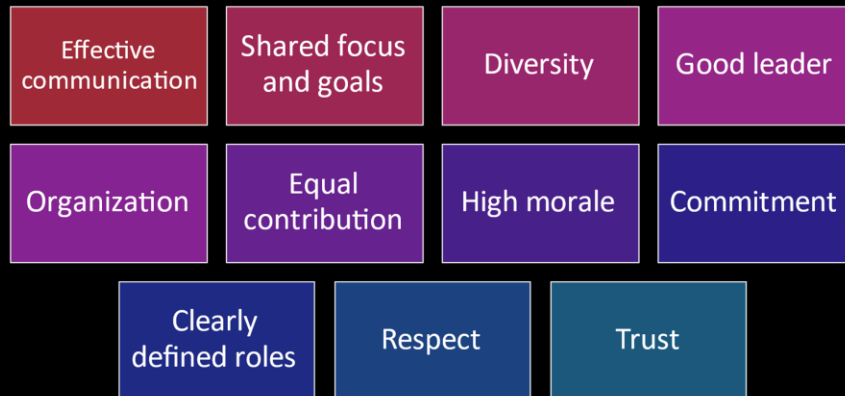 Effective
communication
Shared focus
and goals
Diversity
Good leader
Organization
Equal
contribution
High morale
Commitment
Clearly
defined roles
Respect
Trust